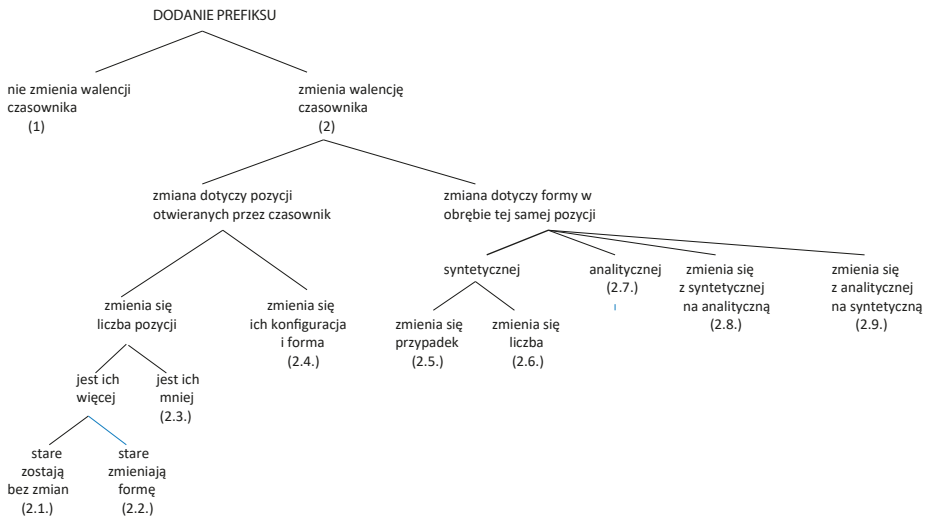 DODANIE PREFIKSU
nie zmienia walencji
czasownika
(1)
zmienia walencję
czasownika
(2)
zmiana dotyczy pozycji
otwieranych przez czasownik
zmiana dotyczy formy w
obrębie tej samej pozycji
zmienia się
liczba pozycji
zmienia się
ich konfiguracja
i forma
(2.4.)
syntetycznej
analitycznej
(2.7.)
zmienia się
z syntetycznej
na analityczną
(2.8.)
zmienia się
z analitycznej
na syntetyczną
(2.9.)
zmienia się
przypadek
(2.5.)
zmienia się
liczba
(2.6.)
jest ich
więcej
jest ich
mniej
(2.3.)
stare
zostają
bez zmian
(2.1.)
stare
zmieniają
formę
(2.2.)